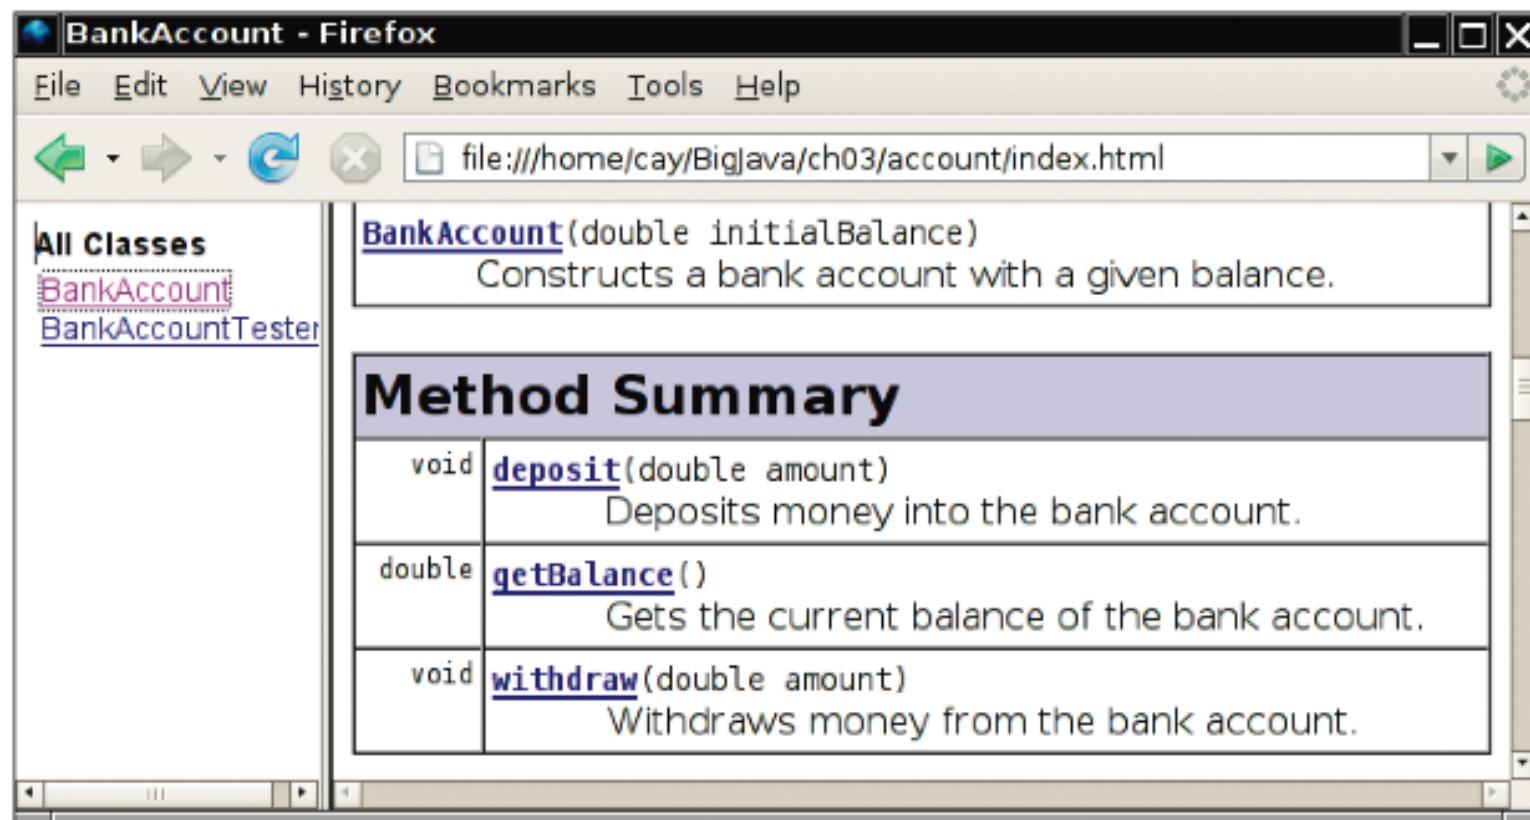 BankAccount - Firefox
File Edit View History Bookmarks Tools Help
file:///home/cay/BigJava/ch03/account/index.html
All Classes
BankAccount
BankAccountTester
BankAccount(double initialBalance)
Constructs a bank account with a given balance.
Method Summary
void deposit(double amount)
Deposits money into the bank account.
double getBalance()
Gets the current balance of the bank account.
void withdraw(double amount)
Withdraws money from the bank account.